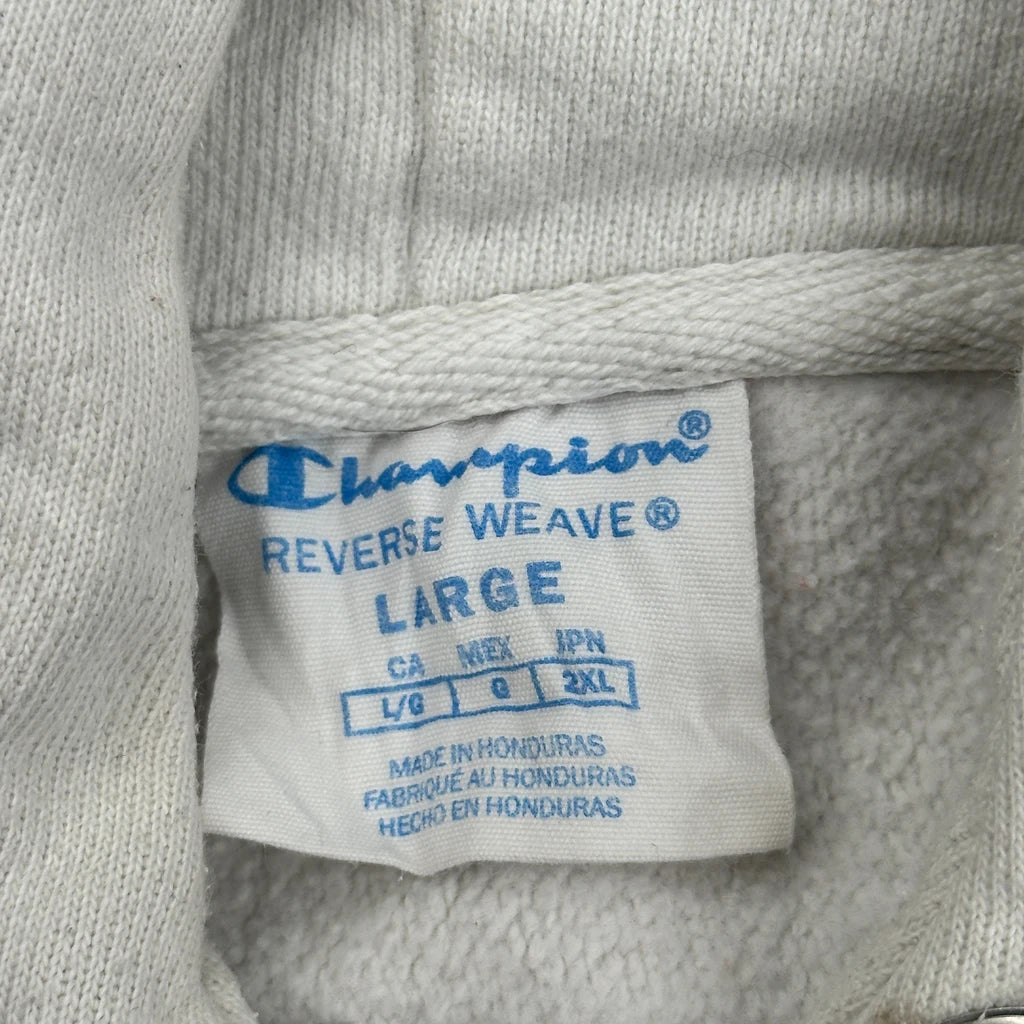 Champion®
REVERSE WEAVE®
LARGE
CA MEX JPN
L/G G 2XL
MADE IN HONDURAS
FABRIQUÉ AU HONDURAS
HECHO EN HONDURAS